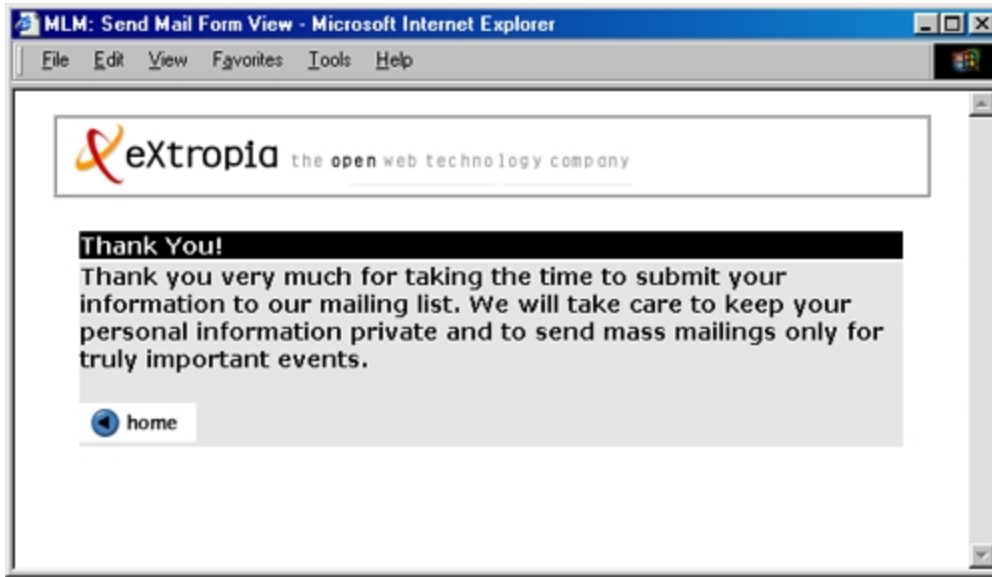 MLM: Send Mail Form View - Microsoft Internet Explorer
File Edit View Favorites Tools Help
eXtropia the open web technology company
Thank You!
Thank you very much for taking the time to submit your
information to our mailing list. We will take care to keep your
personal information private and to send mass mailings only for
truly important events.
home